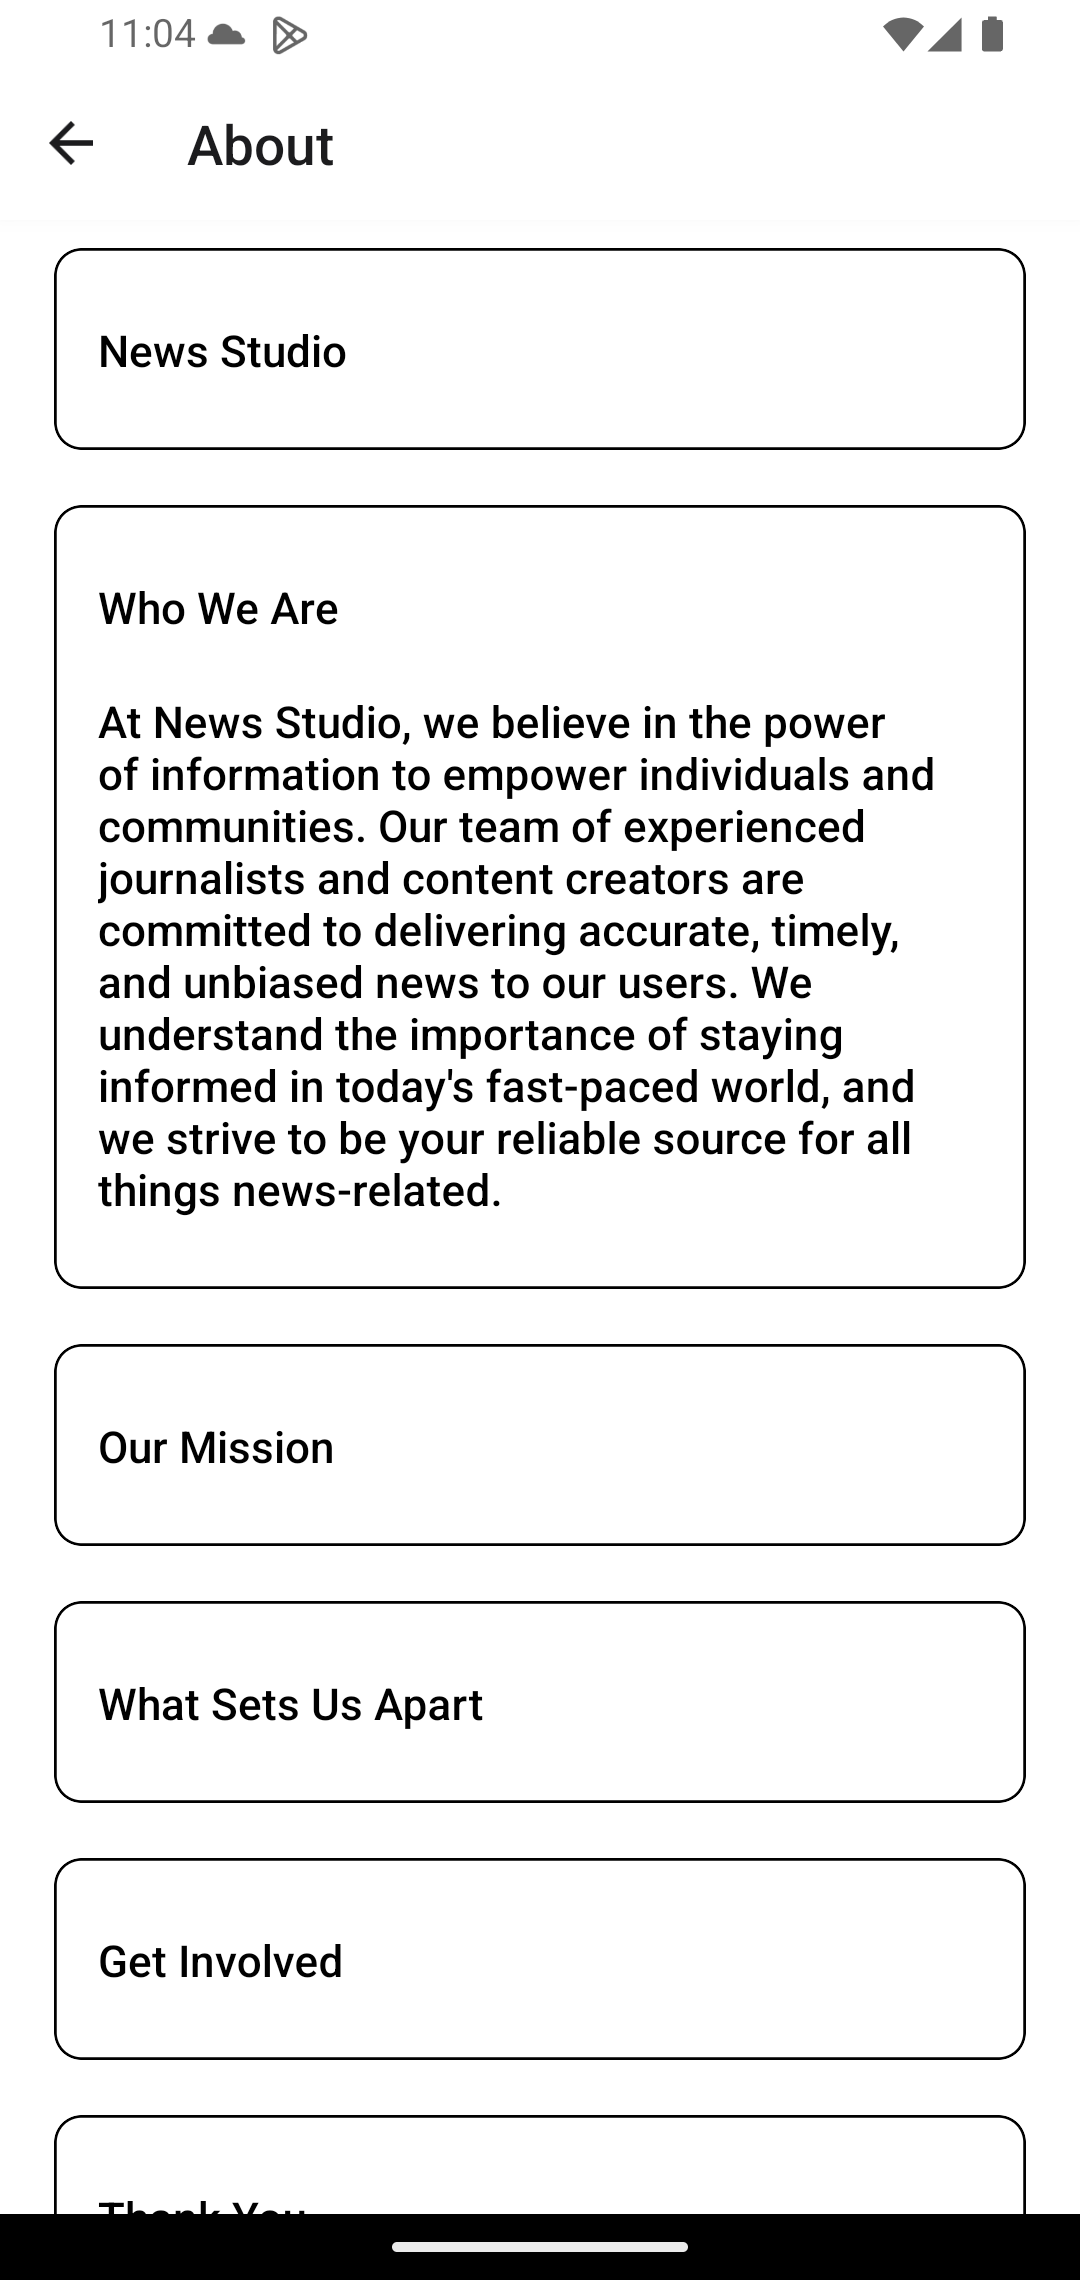 11:04
About
News Studio
Who We Are
At News Studio, we believe in the power
of information to empower individuals and
communities. Our team of experienced
journalists and content creators are
committed to delivering accurate, timely,
and unbiased news to our users. We
understand the importance of staying
informed in today's fast-paced world, and
we strive to be your reliable source for all
things news-related.
Our Mission
What Sets Us Apart
Get Involved
Thank You